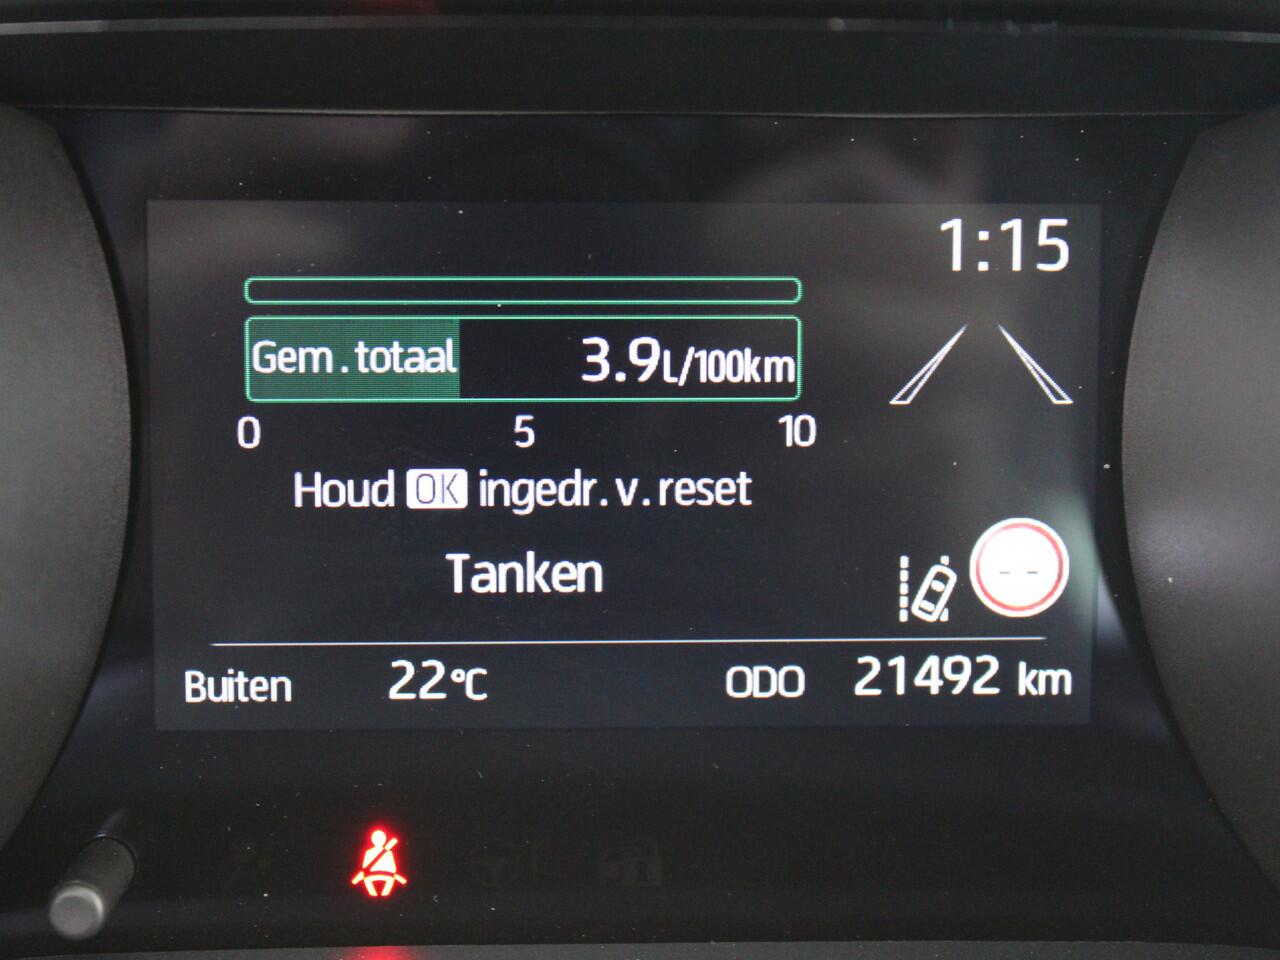 1:15
Gem. totaal 3.9 L/100km
0 5 10
Houd OK ingedr. v. reset
Tanken
-- 
Buiten 22°C ODO 21492 km